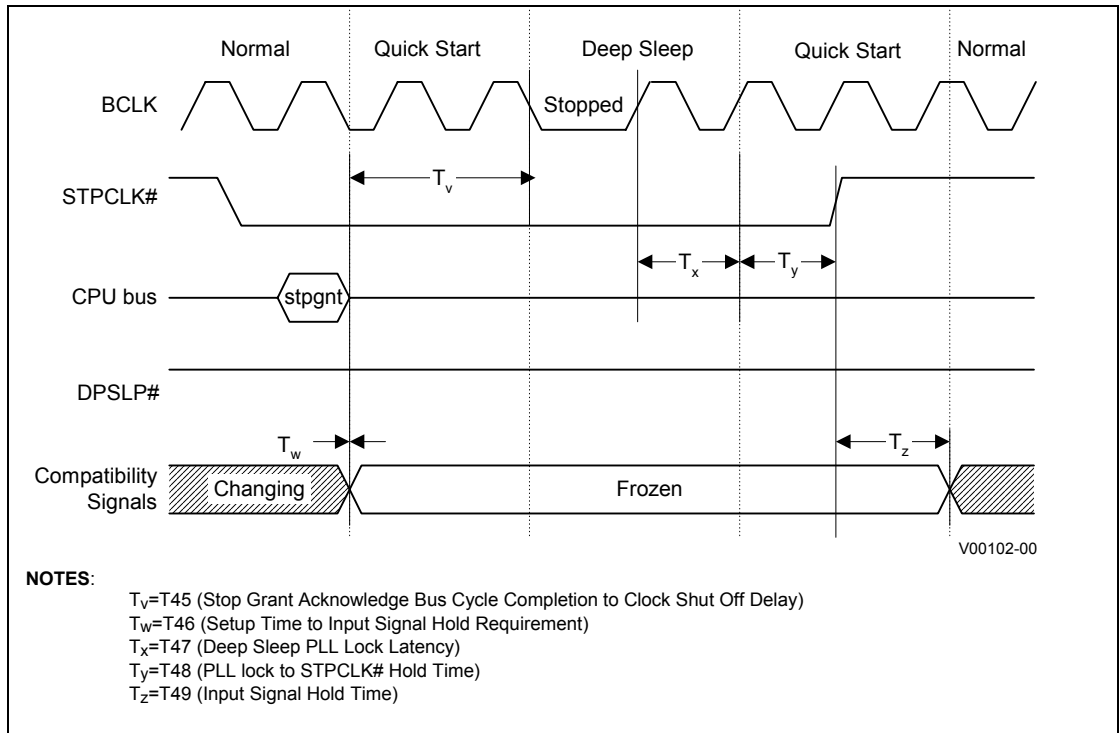 Normal Quick Start Deep Sleep Quick Start Normal
BCLK Stopped
STPCLK# Tv
Tx Ty
CPU bus stpgnt
DPSLP#
Tw Tz
Compatibility
Signals Changing Frozen
V00102-00
NOTES:
Tv=T45 (Stop Grant Acknowledge Bus Cycle Completion to Clock Shut Off Delay)
Tw=T46 (Setup Time to Input Signal Hold Requirement)
Tx=T47 (Deep Sleep PLL Lock Latency)
Ty=T48 (PLL lock to STPCLK# Hold Time)
Tz=T49 (Input Signal Hold Time)